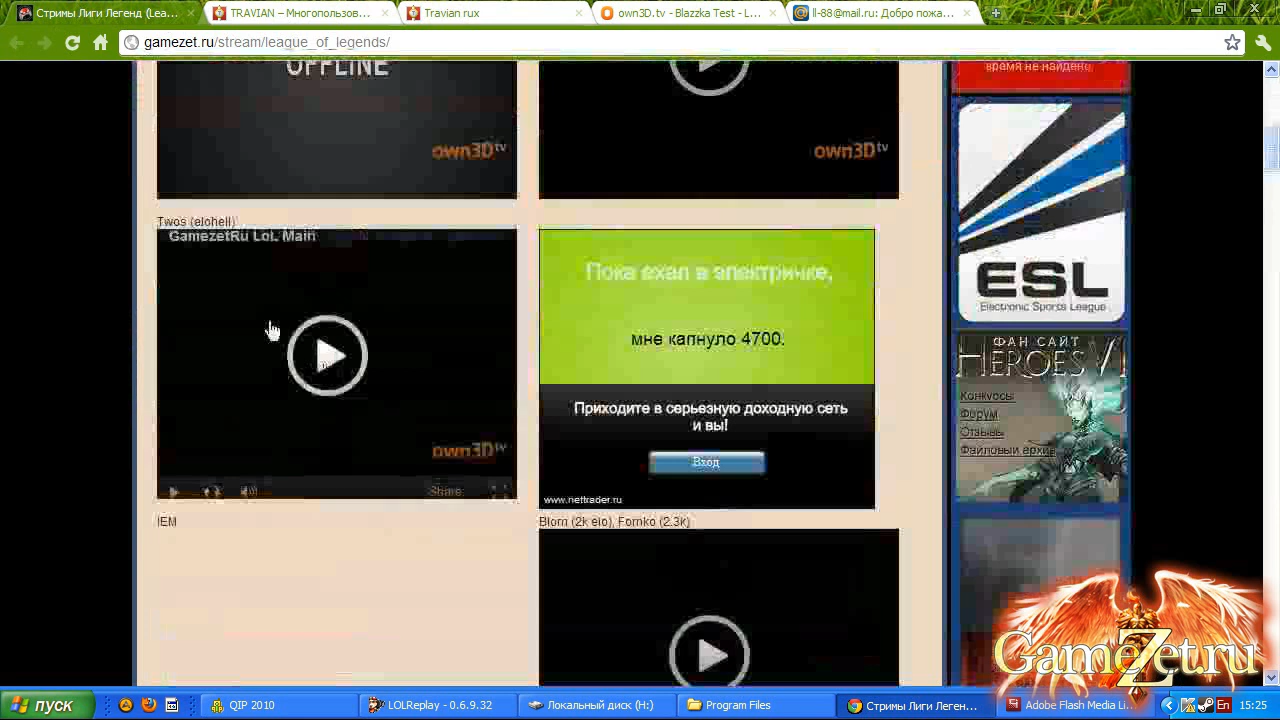 Стримы Лиги Легенд (Lea
TRAVIAN – Многопользов...
Travian rux
own3D.tv - Blazzka Test - L...
ll-88@mail.ru: Добро пожа...
gamezet.ru/stream/league_of_legends/
OFFLINE
время не найдено
own3D tv
own3D tv
Twos (elohell)
GamezetRu LoL Main
Пока ехал в электричке,
мне капнуло 4700.
Приходите в серьезную доходную сеть
и вы!
Вход
www.nettrader.ru
own3D tv
Share
ESL
Electronic Sports League
ФАН САЙТ
HEROES VI
Конкурсы
Форум
Отзывы
Файловый архив
IEM
Blorn (2k elo), Fomko (2.3k)
GameZet.ru
пуск
QIP 2010
LOLReplay - 0.6.9.32
Локальный диск (H:)
Program Files
Стримы Лиги Леген...
Adobe Flash Media Li...
En
15:25